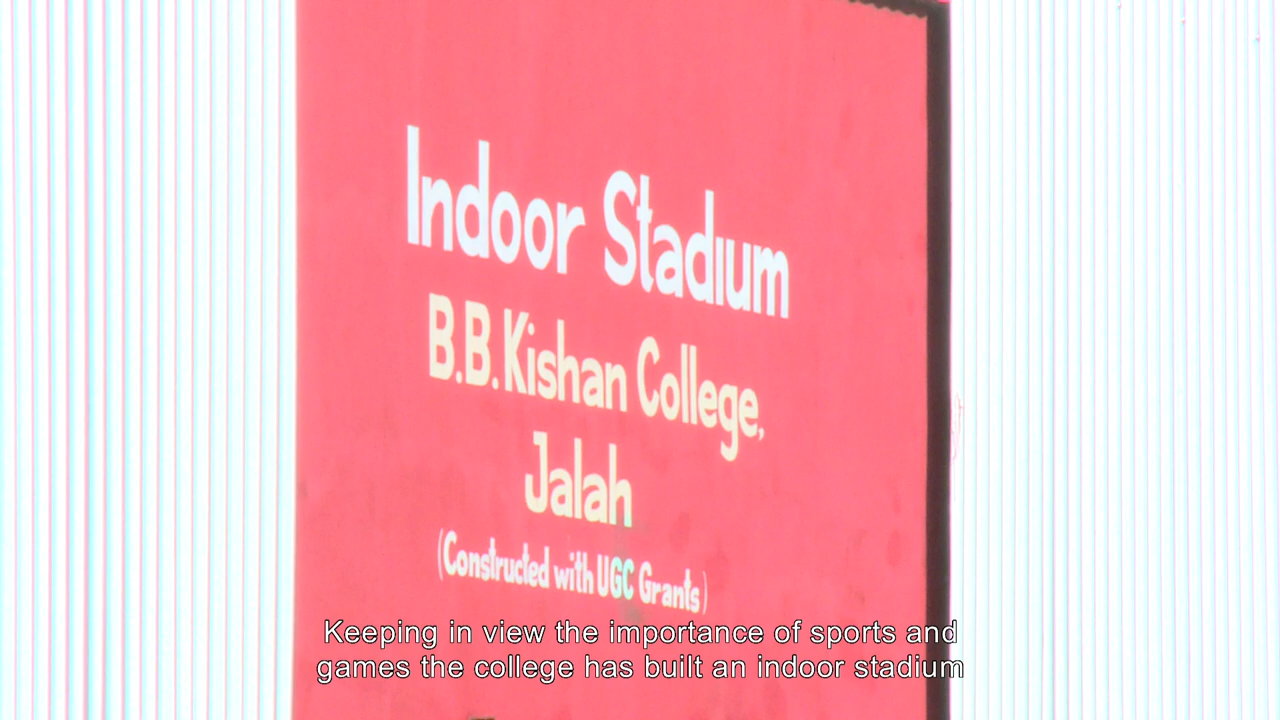 Indoor Stadium
B.B.Kishan College,
Jalah
(Constructed with UGC Grants)
Keeping in view the importance of sports and
games the college has built an indoor stadium